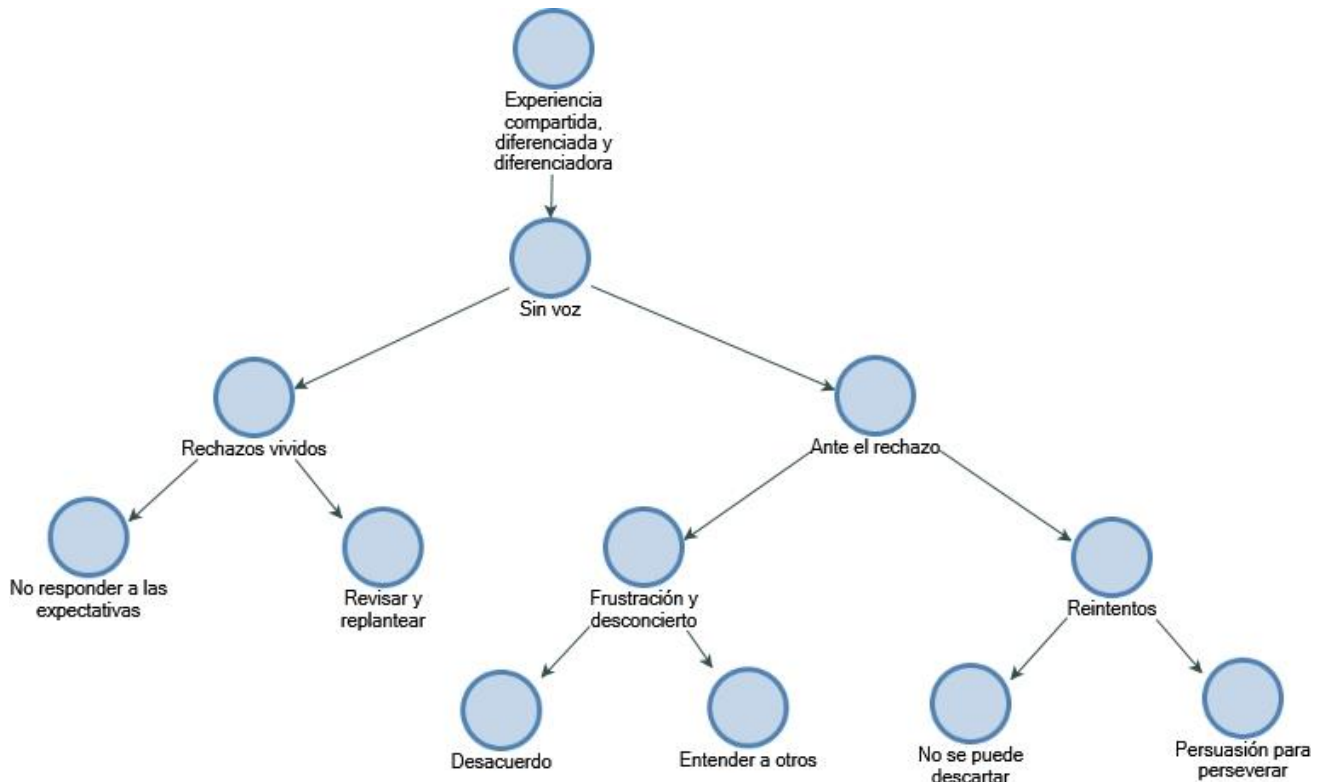 Experiencia
compartida,
diferenciada y
diferenciadora
Sin voz
Rechazos vividos
Ante el rechazo
No responder a las
expectativas
Revisar y
replantear
Frustración y
desconcierto
Reintentos
Desacuerdo
Entender a otros
No se puede
descartar
Persuasión para
perseverar